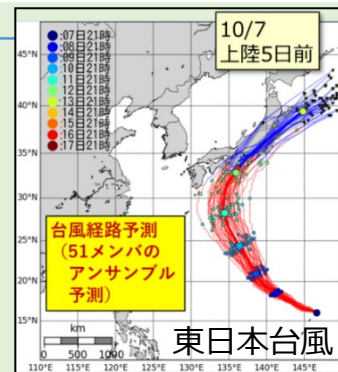 10/7
上陸5日前
:07日21時
:08日21時
:09日21時
:10日21時
:11日21時
:12日21時
:13日21時
:14日21時
:15日21時
:16日21時
:17日21時
45°N
40°N
35°N
30°N
25°N
20°N
15°N
台風経路予測
(51メンバの
アンサンブル
予測)
km
0 500 1000
東日本台風
110°E 115°E 120°E 125°E 130°E 135°E 140°E 145°E